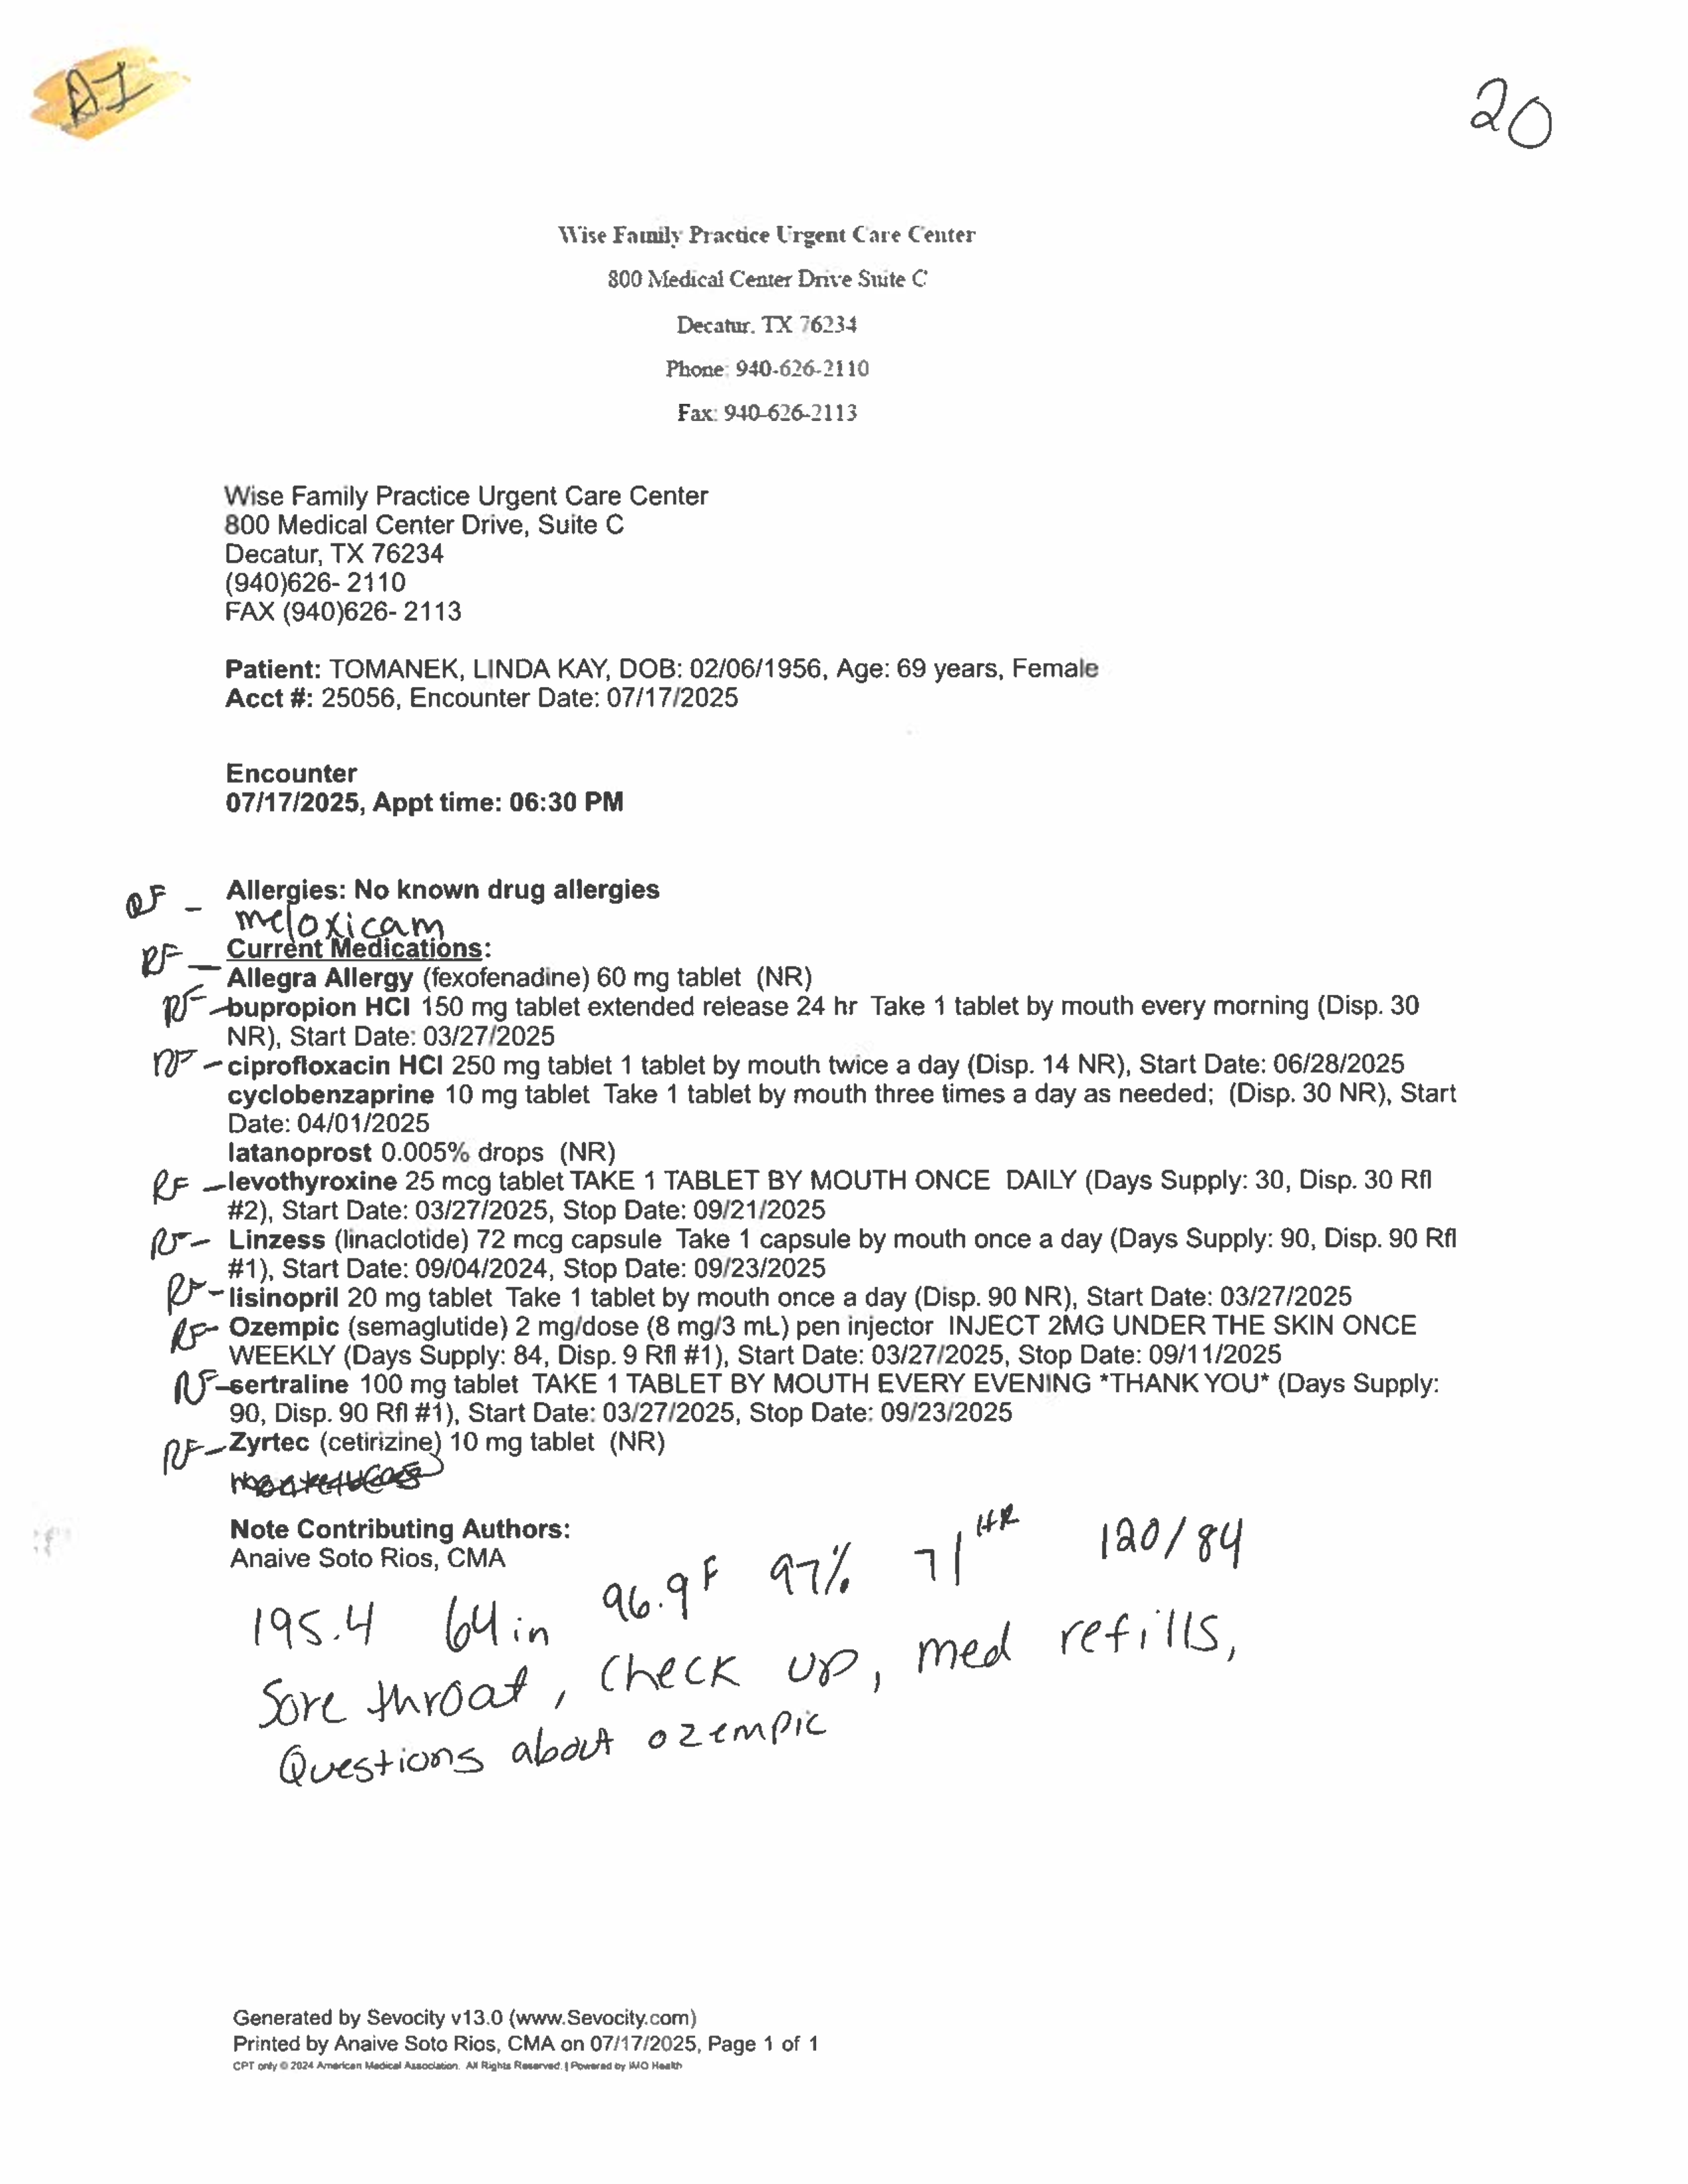 DI
20
Wise Family Practice Urgent Care Center
800 Medical Center Drive Suite C
Decatur, TX 76234
Phone: 940-626-2110
Fax: 940-626-2113
Wise Family Practice Urgent Care Center
800 Medical Center Drive, Suite C
Decatur, TX 76234
(940)626- 2110
FAX (940)626- 2113
Patient: TOMANEK, LINDA KAY, DOB: 02/06/1956, Age: 69 years, Female
Acct #: 25056, Encounter Date: 07/17/2025
Encounter
07/17/2025, Appt time: 06:30 PM
Allergies: No known drug allergies
RF - meloxicam
Current Medications:
RF - Allegra Allergy (fexofenadine) 60 mg tablet (NR)
RF - bupropion HCl 150 mg tablet extended release 24 hr Take 1 tablet by mouth every morning (Disp. 30
NR), Start Date: 03/27/2025
RF - ciprofloxacin HCl 250 mg tablet 1 tablet by mouth twice a day (Disp. 14 NR), Start Date: 06/28/2025
cyclobenzaprine 10 mg tablet Take 1 tablet by mouth three times a day as needed; (Disp. 30 NR), Start
Date: 04/01/2025
latanoprost 0.005% drops (NR)
RF - levothyroxine 25 mcg tablet TAKE 1 TABLET BY MOUTH ONCE DAILY (Days Supply: 30, Disp. 30 Rfl
#2), Start Date: 03/27/2025, Stop Date: 09/21/2025
RF - Linzess (linaclotide) 72 mcg capsule Take 1 capsule by mouth once a day (Days Supply: 90, Disp. 90 Rfl
#1), Start Date: 09/04/2024, Stop Date: 09/23/2025
RF - lisinopril 20 mg tablet Take 1 tablet by mouth once a day (Disp. 90 NR), Start Date: 03/27/2025
RF - Ozempic (semaglutide) 2 mg/dose (8 mg/3 mL) pen injector INJECT 2MG UNDER THE SKIN ONCE
WEEKLY (Days Supply: 84, Disp. 9 Rfl #1), Start Date: 03/27/2025, Stop Date: 09/11/2025
RF - sertraline 100 mg tablet TAKE 1 TABLET BY MOUTH EVERY EVENING *THANK YOU* (Days Supply:
90, Disp. 90 Rfl #1), Start Date: 03/27/2025, Stop Date: 09/23/2025
RF - Zyrtec (cetirizine) 10 mg tablet (NR)
Note Contributing Authors:
Anaive Soto Rios, CMA
195.4 64 in 96.9 F 97% 71 HR 120/84
Sore throat, check up, med refills,
Questions about ozempic
Generated by Sevocity v13.0 (www.Sevocity.com)
Printed by Anaive Soto Rios, CMA on 07/17/2025, Page 1 of 1
CPT only © 2024 American Medical Association. All Rights Reserved. | Powered by IMO Health